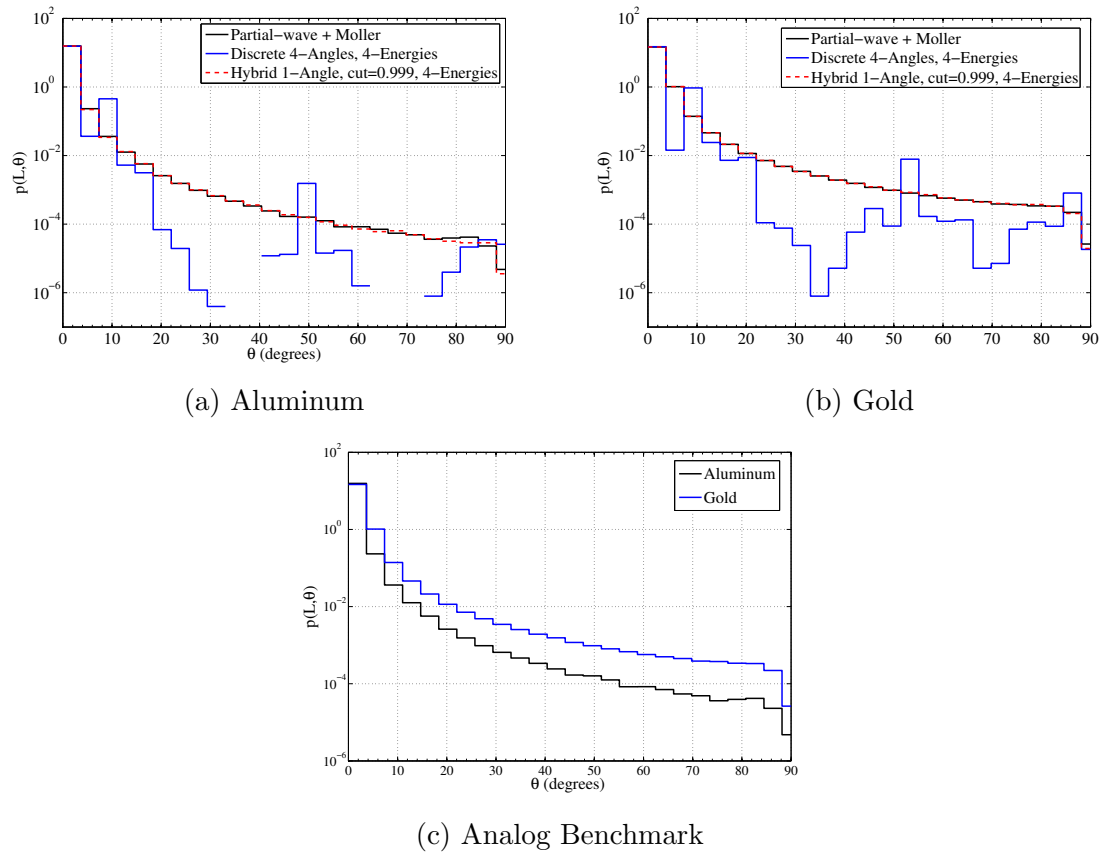 Partial−wave + Moller
Discrete 4−Angles, 4−Energies
Hybrid 1−Angle, cut=0.999, 4−Energies
10^2
10^0
10^−2
10^−4
10^−6
p(L,θ)
0 10 20 30 40 50 60 70 80 90
θ (degrees)
(a) Aluminum
Partial−wave + Moller
Discrete 4−Angles, 4−Energies
Hybrid 1−Angle, cut=0.999, 4−Energies
10^2
10^0
10^−2
10^−4
10^−6
p(L,θ)
0 10 20 30 40 50 60 70 80 90
(b) Gold
Aluminum
Gold
10^2
10^0
10^−2
10^−4
10^−6
p(L,θ)
0 10 20 30 40 50 60 70 80 90
θ (degrees)
(c) Analog Benchmark